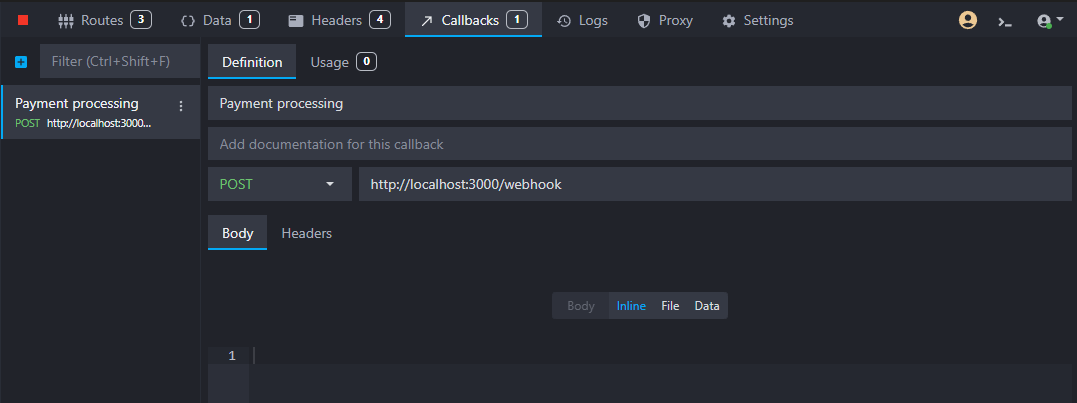 Routes 3 Data 1 Headers 4 Callbacks 1 Logs Proxy Settings
Filter (Ctrl+Shift+F)
Definition Usage 0
Payment processing
POST http://localhost:3000...
Payment processing
Add documentation for this callback
POST http://localhost:3000/webhook
Body Headers
Body Inline File Data
1